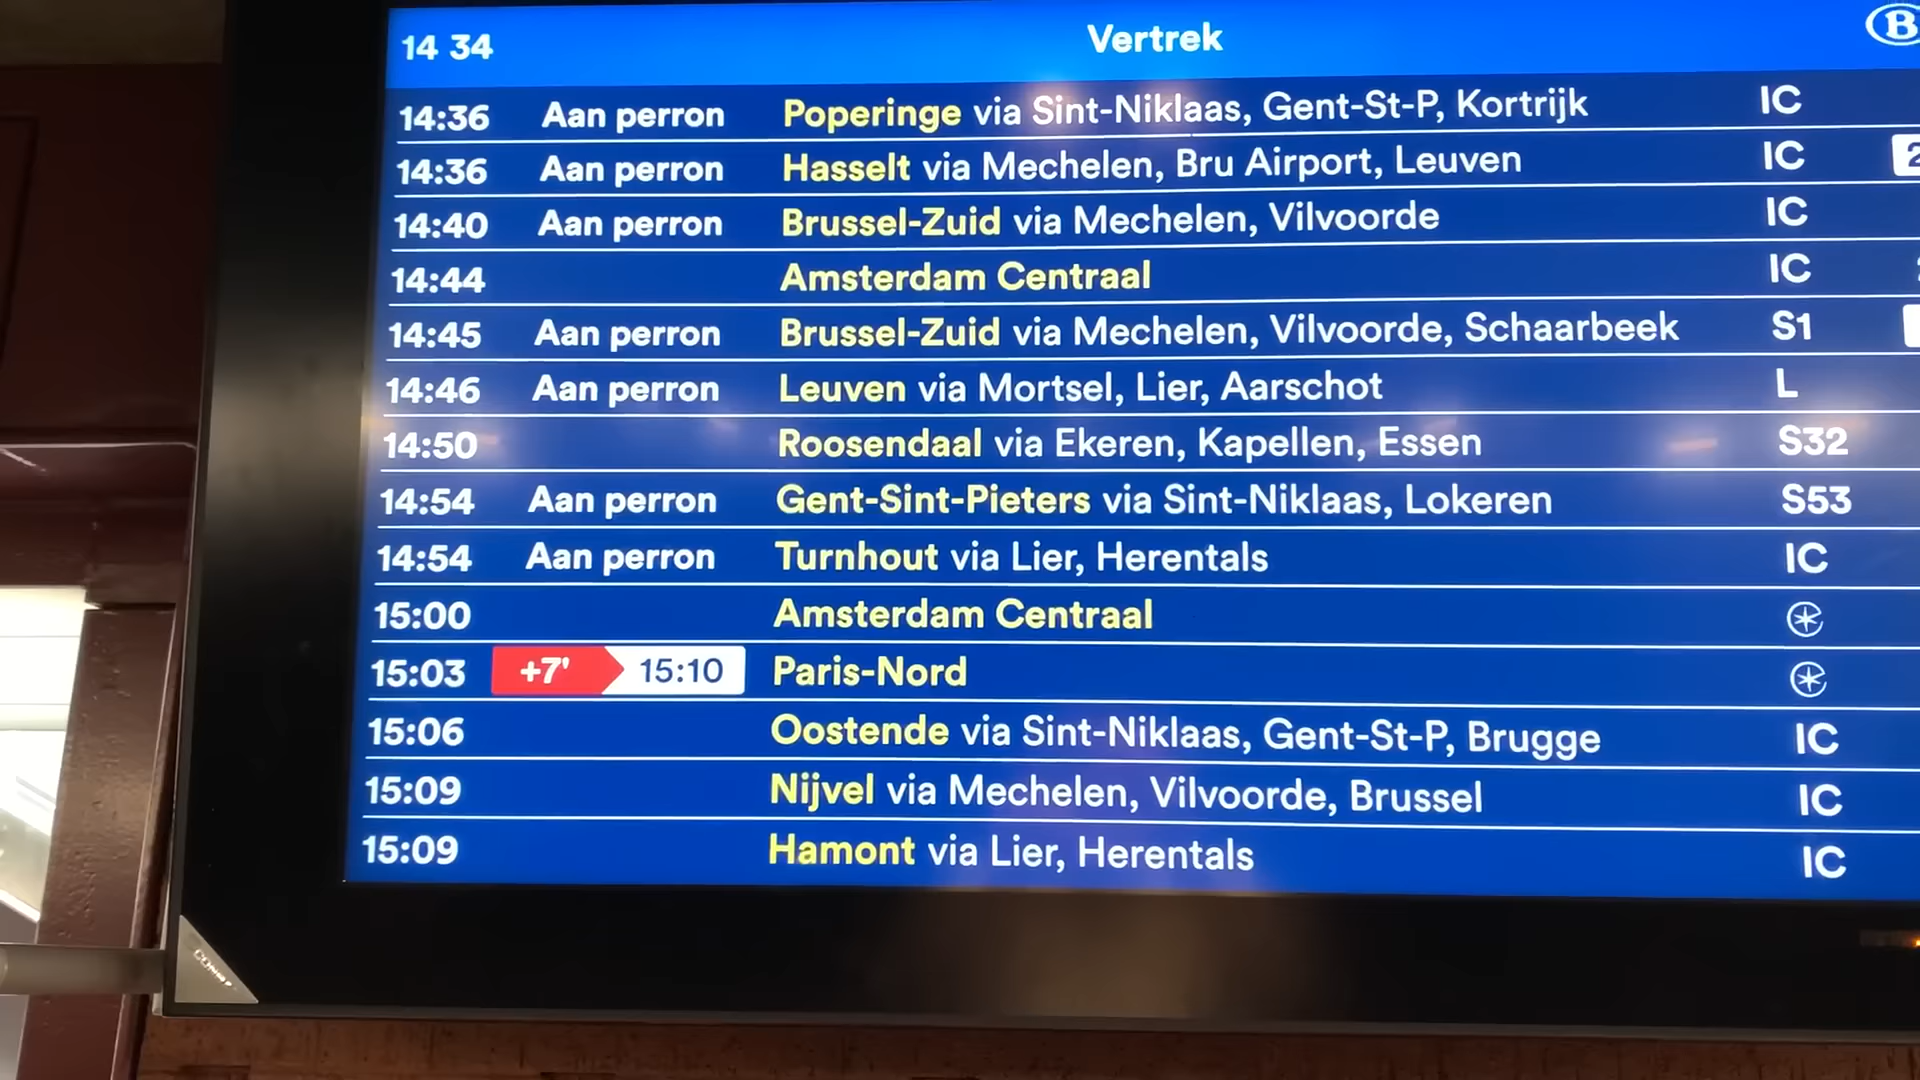 14 34 Vertrek B
14:36 Aan perron Poperinge via Sint-Niklaas, Gent-St-P, Kortrijk IC
14:36 Aan perron Hasselt via Mechelen, Bru Airport, Leuven IC
14:40 Aan perron Brussel-Zuid via Mechelen, Vilvoorde IC
14:44 Amsterdam Centraal IC
14:45 Aan perron Brussel-Zuid via Mechelen, Vilvoorde, Schaarbeek S1
14:46 Aan perron Leuven via Mortsel, Lier, Aarschot L
14:50 Roosendaal via Ekeren, Kapellen, Essen S32
14:54 Aan perron Gent-Sint-Pieters via Sint-Niklaas, Lokeren S53
14:54 Aan perron Turnhout via Lier, Herentals IC
15:00 Amsterdam Centraal
15:03 +7' 15:10 Paris-Nord
15:06 Oostende via Sint-Niklaas, Gent-St-P, Brugge IC
15:09 Nijvel via Mechelen, Vilvoorde, Brussel IC
15:09 Hamont via Lier, Herentals IC